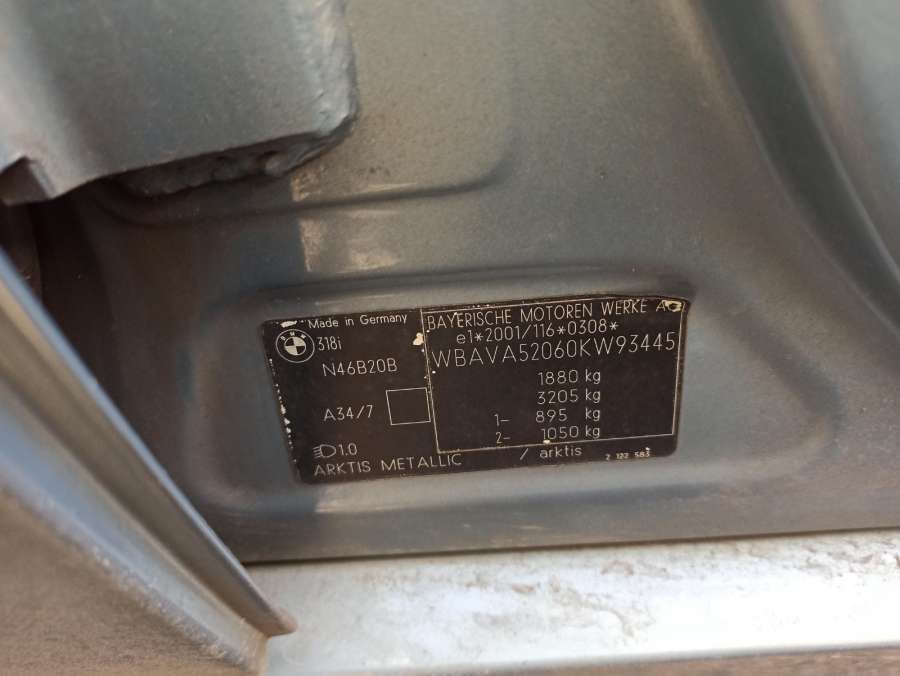 BMW
Made in Germany
318i
N46B20B
A34/7
1.0
ARKTIS METALLIC / arktis
BAYERISCHE MOTOREN WERKE AG
e1*2001/116*0308*
WBAVA52060KW93445
1880 kg
3205 kg
1- 895 kg
2- 1050 kg
2 122 583